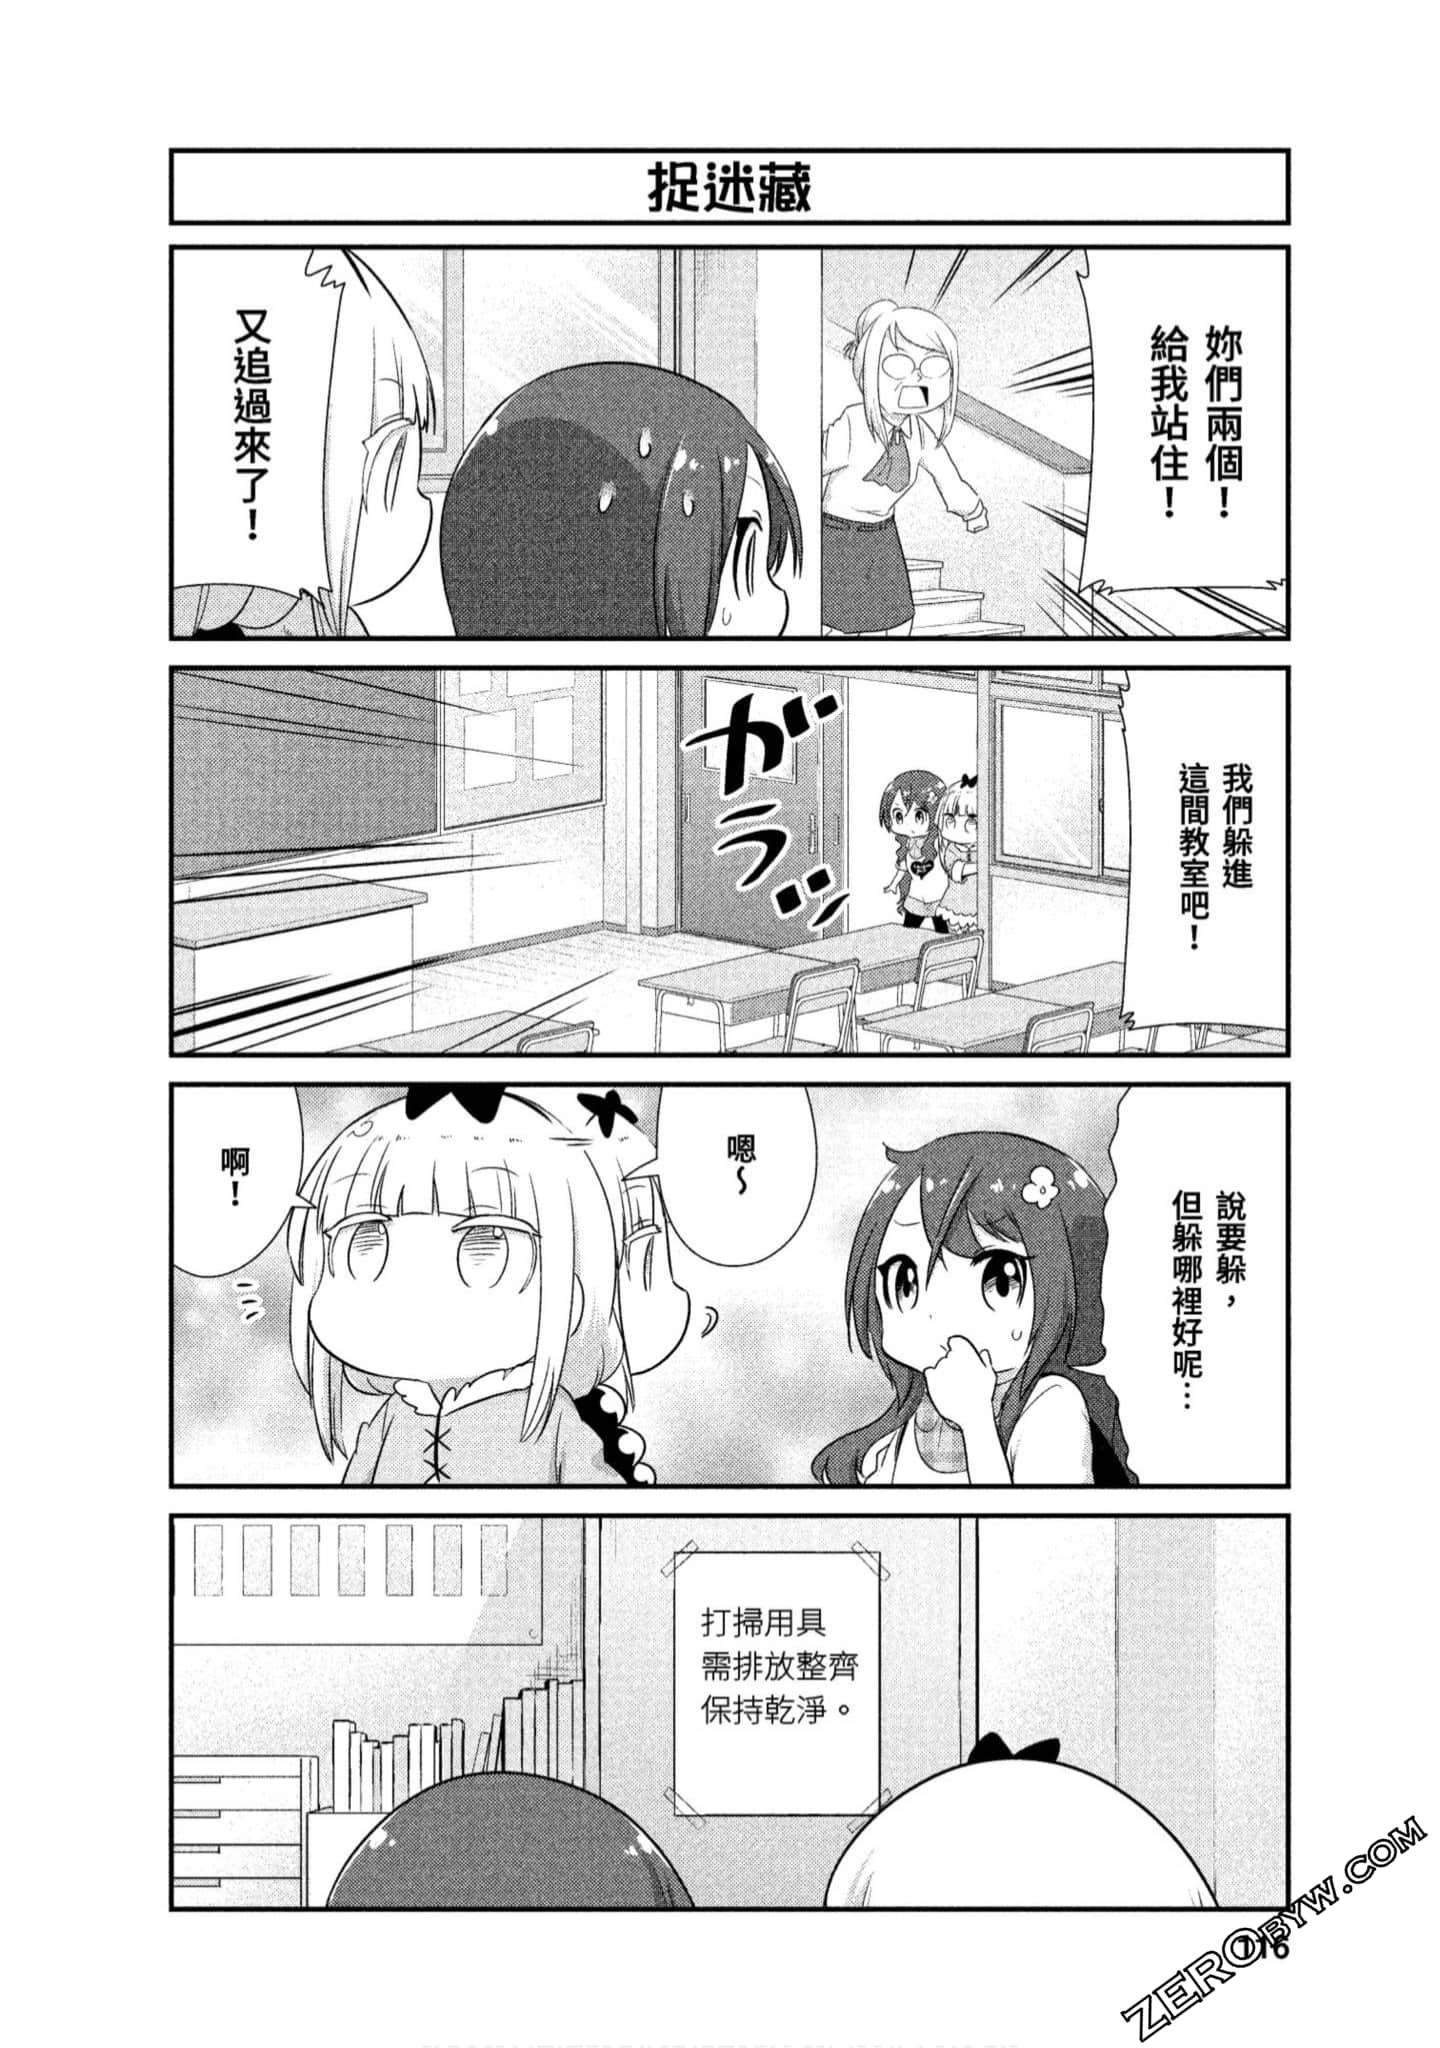 捉迷藏
妳們兩個！
給我站住！
又追過來了！
我們躲進
這間教室吧！
ガラッ
說要躲，
但躲哪裡好呢…
嗯～
啊！
打掃用具
需排放整齊
保持乾淨。
116
ZEROBYW.COM